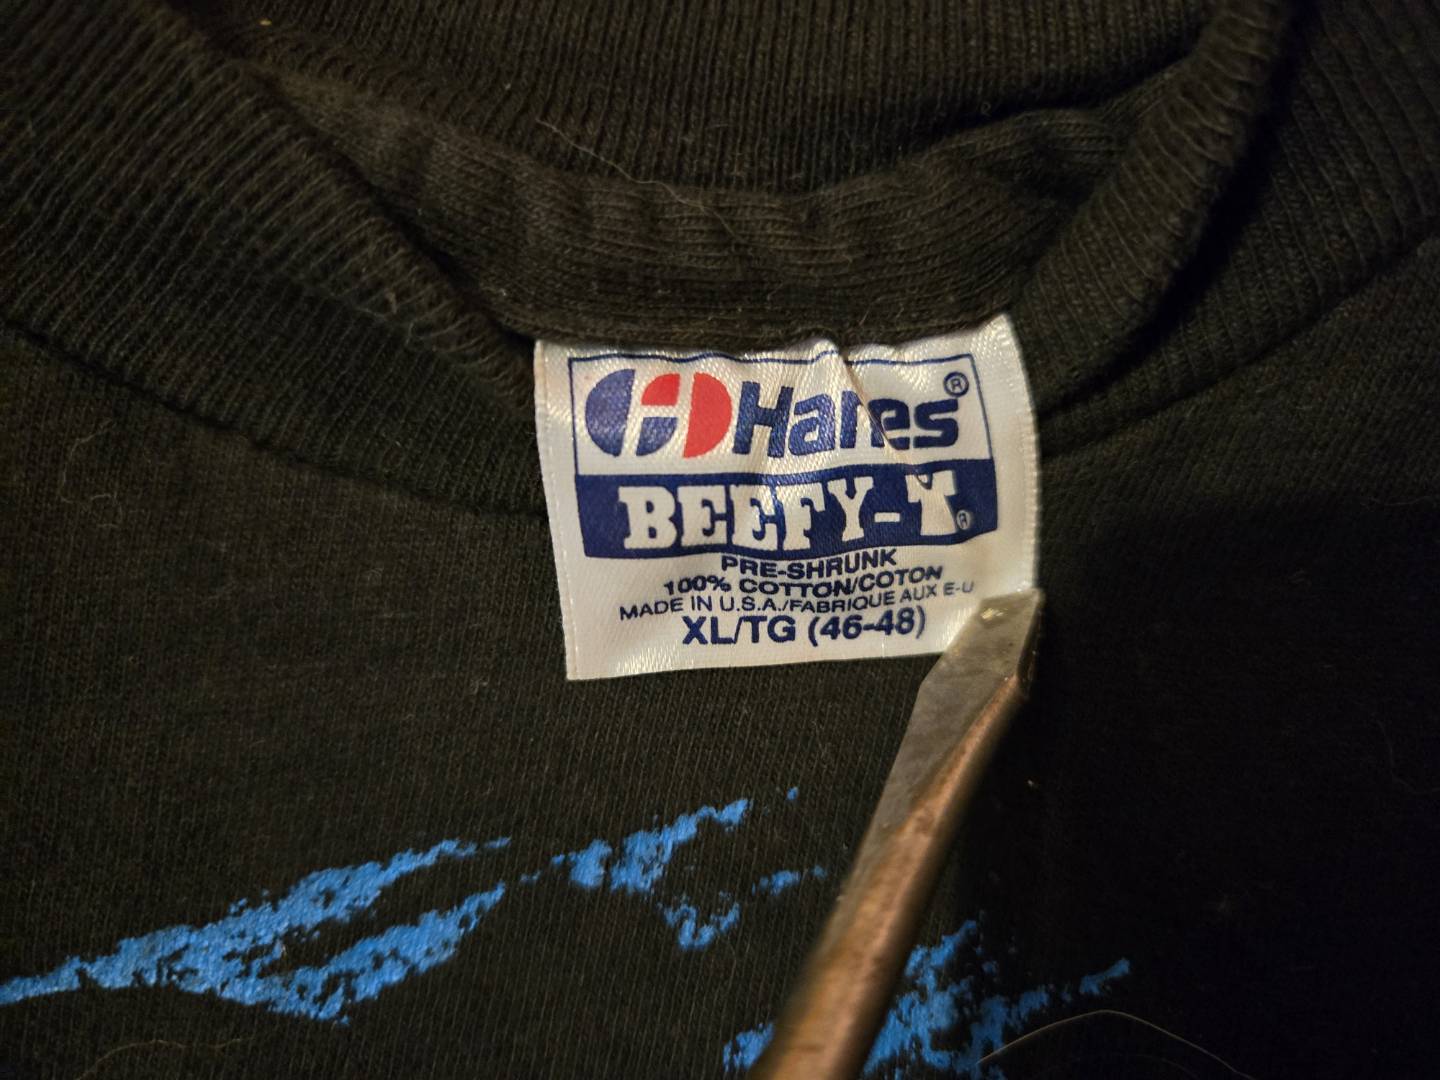 Hanes®
BEEFY-T®
PRE-SHRUNK
100% COTTON/COTON
MADE IN U.S.A./FABRIQUE AUX E-U
XL/TG (46-48)